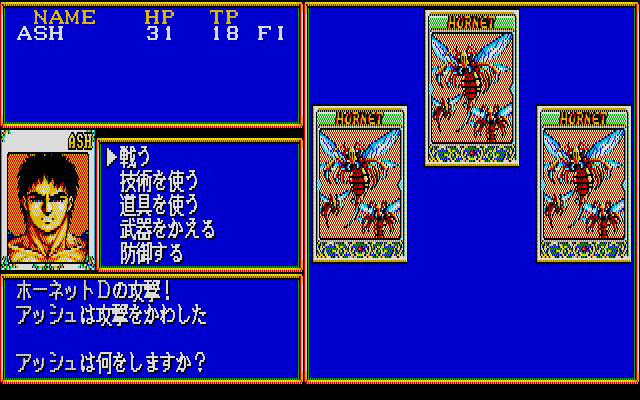 NAME HP TP
ASH 31 18 FI
HORNET
HORNET
HORNET
ASH
戦う
技術を使う
道具を使う
武器をかえる
防御する
ホーネットDの攻撃!
アッシュは攻撃をかわした
アッシュは何をしますか?